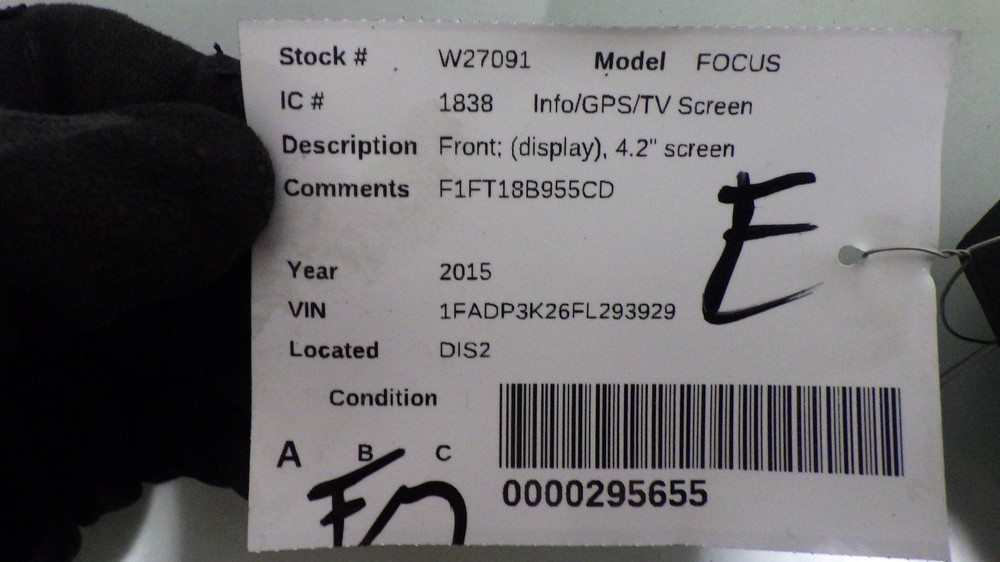 Stock # W27091 Model FOCUS
IC # 1838 Info/GPS/TV Screen
Description Front; (display), 4.2" screen
Comments F1FT18B955CD
E
Year 2015
VIN 1FADP3K26FL293929
Located DIS2
Condition
A B C
0000295655